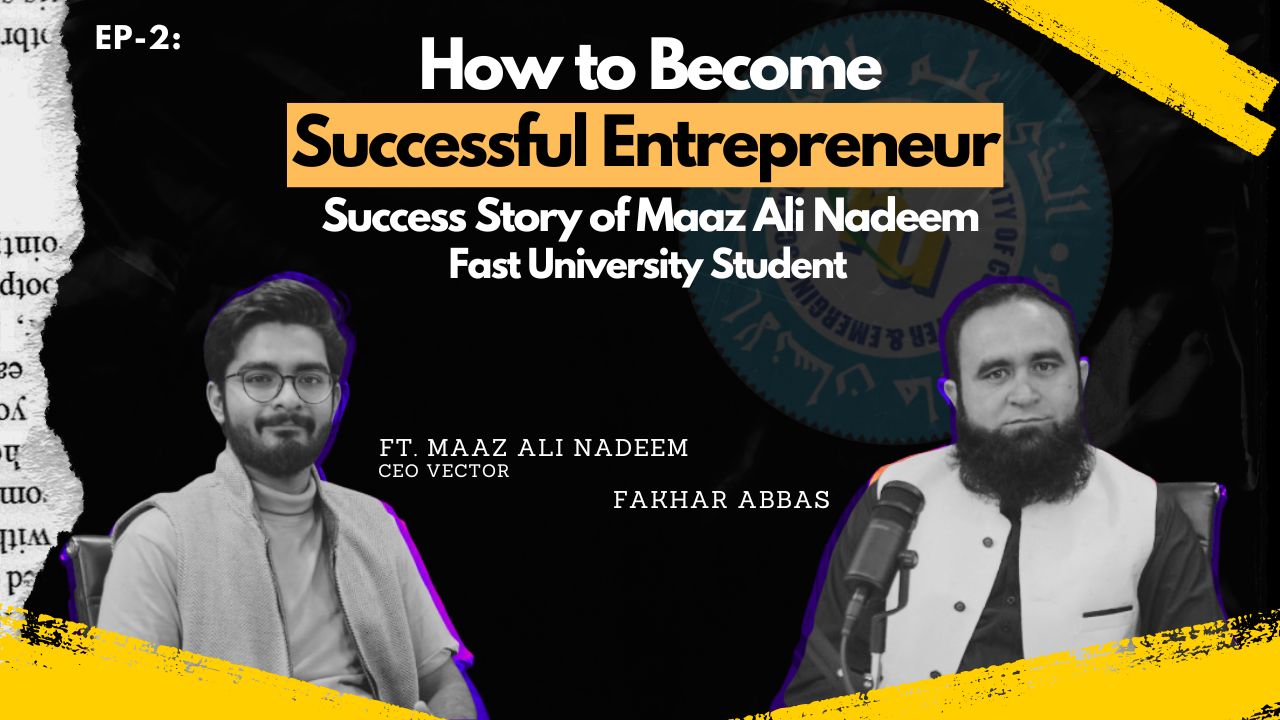 EP-2:
How to Become
Successful Entrepreneur
Success Story of Maaz Ali Nadeem
Fast University Student
FT. MAAZ ALI NADEEM
CEO VECTOR
FAKHAR ABBAS